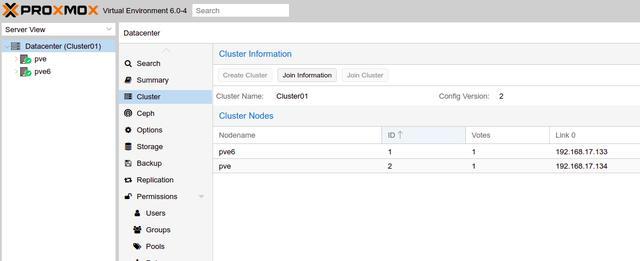 PROXMOX Virtual Environment 6.0-4 Search
Server View
Datacenter (Cluster01)
pve
pve6
Datacenter
Search
Summary
Cluster
Ceph
Options
Storage
Backup
Replication
Permissions
Users
Groups
Pools
Cluster Information
Create Cluster Join Information Join Cluster
Cluster Name: Cluster01 Config Version: 2
Cluster Nodes
Nodename ID Votes Link 0
pve6 1 1 192.168.17.133
pve 2 1 192.168.17.134